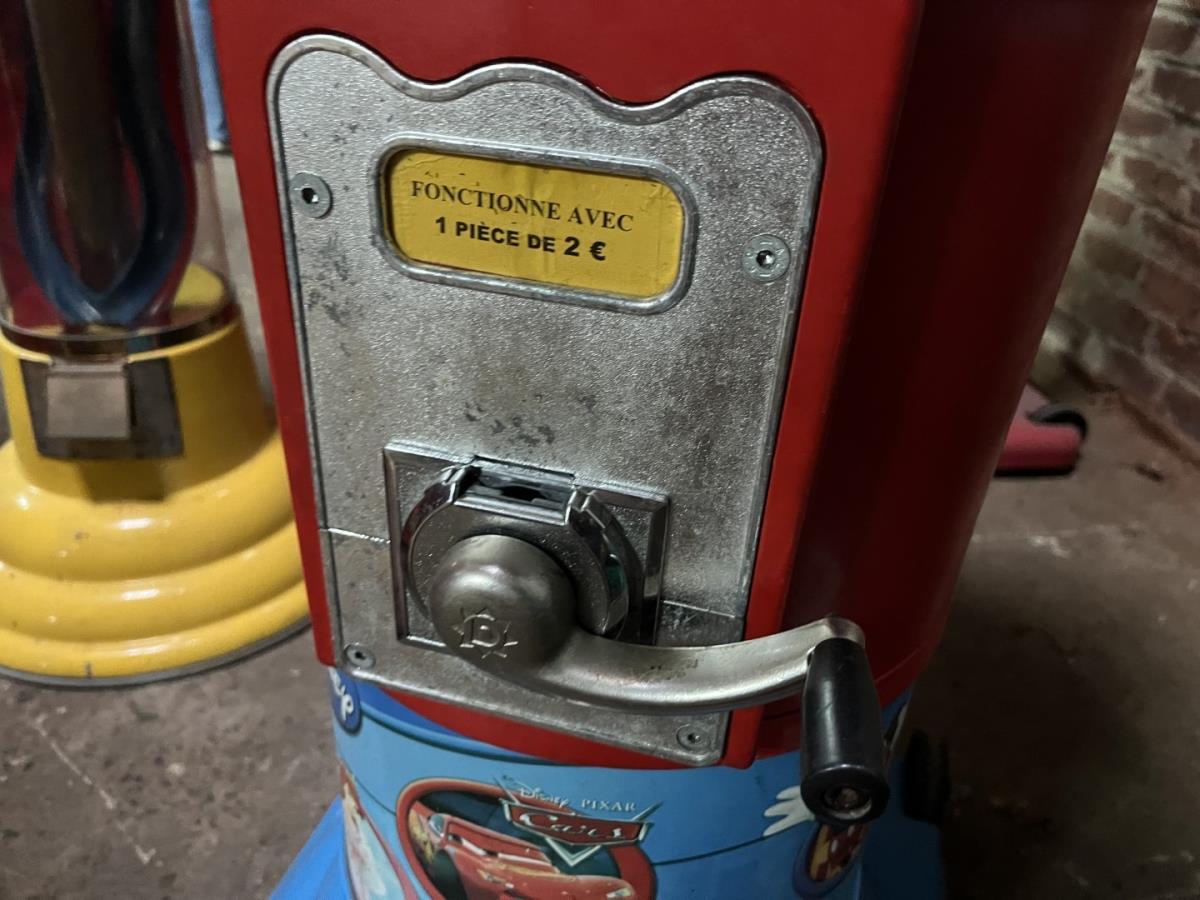 FONCTIONNE AVEC
1 PIÈCE DE 2 €
B
Disney PIXAR
Cars